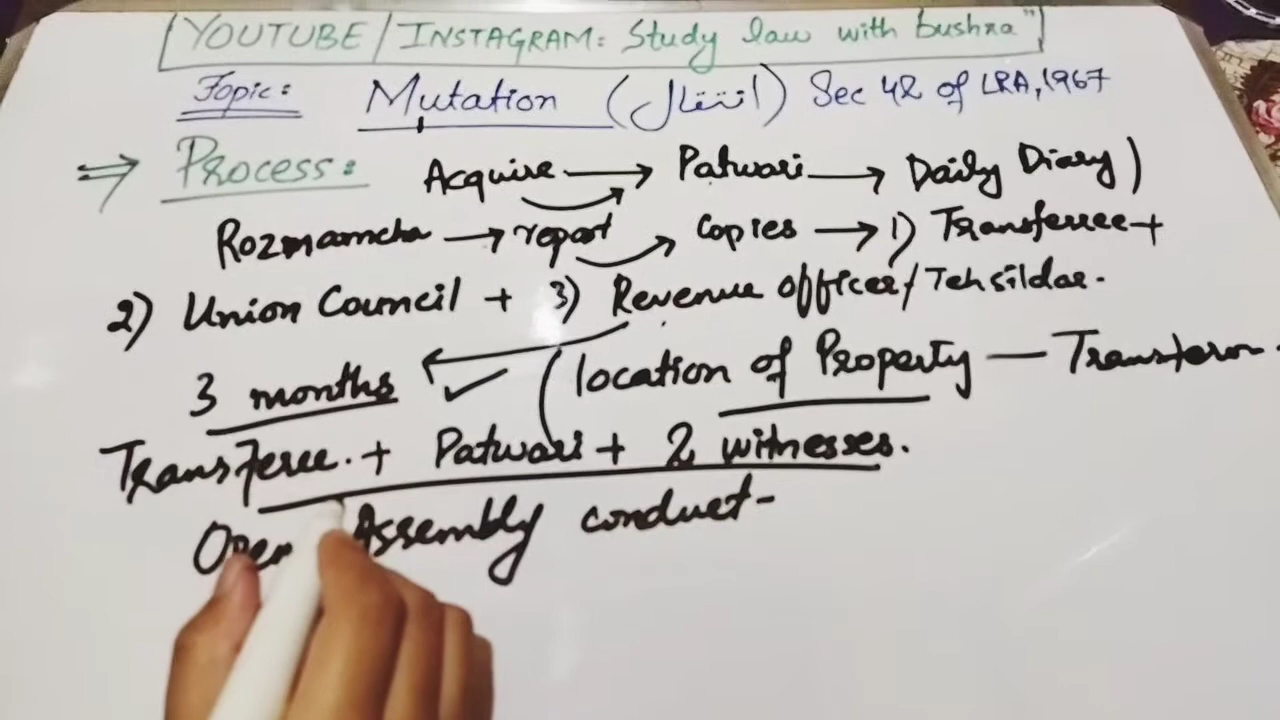 YOUTUBE/INSTAGRAM: Study law with bushra"
Topic: Mutation (انتقال) Sec 42 of LRA, 1967
⇒ Process: Acquire → Patwari → Daily Diary)
Rozmamcha → report → Copies → 1) Transferree +
2) Union Council + 3) Revenue officer/Tehsildar.
3 months ✓ (location of Property — Transferor.
Transferee. + Patwari + 2 witnesses.
Open Assembly conduct-